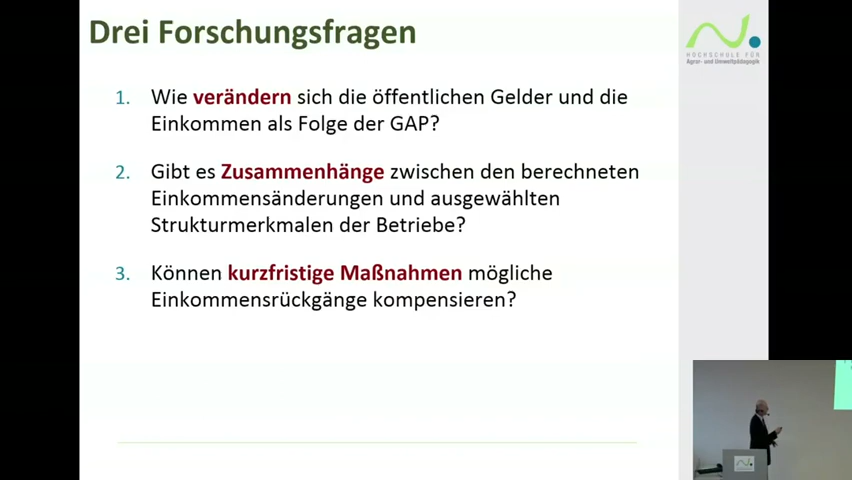 Drei Forschungsfragen
1. Wie verändern sich die öffentlichen Gelder und die
Einkommen als Folge der GAP?
2. Gibt es Zusammenhänge zwischen den berechneten
Einkommensänderungen und ausgewählten
Strukturmerkmalen der Betriebe?
3. Können kurzfristige Maßnahmen mögliche
Einkommensrückgänge kompensieren?
HOCHSCHULE FÜR
Agrar- und Umweltpädagogik